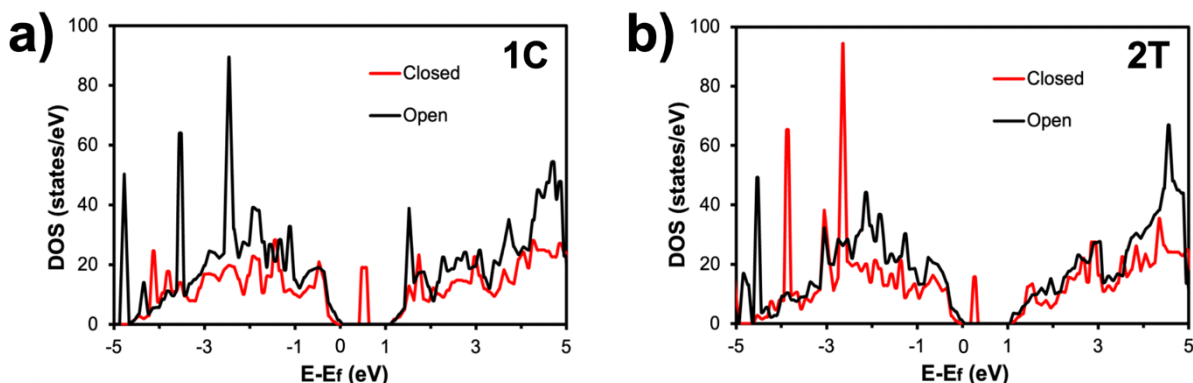 a)
1C
Closed
Open
DOS (states/eV)
100
80
60
40
20
0
-5 -3 -1 0 1 3 5
E-Ef (eV)
b)
2T
Closed
Open
DOS (states/eV)
100
80
60
40
20
0
-5 -3 -1 0 1 3 5
E-Ef (eV)